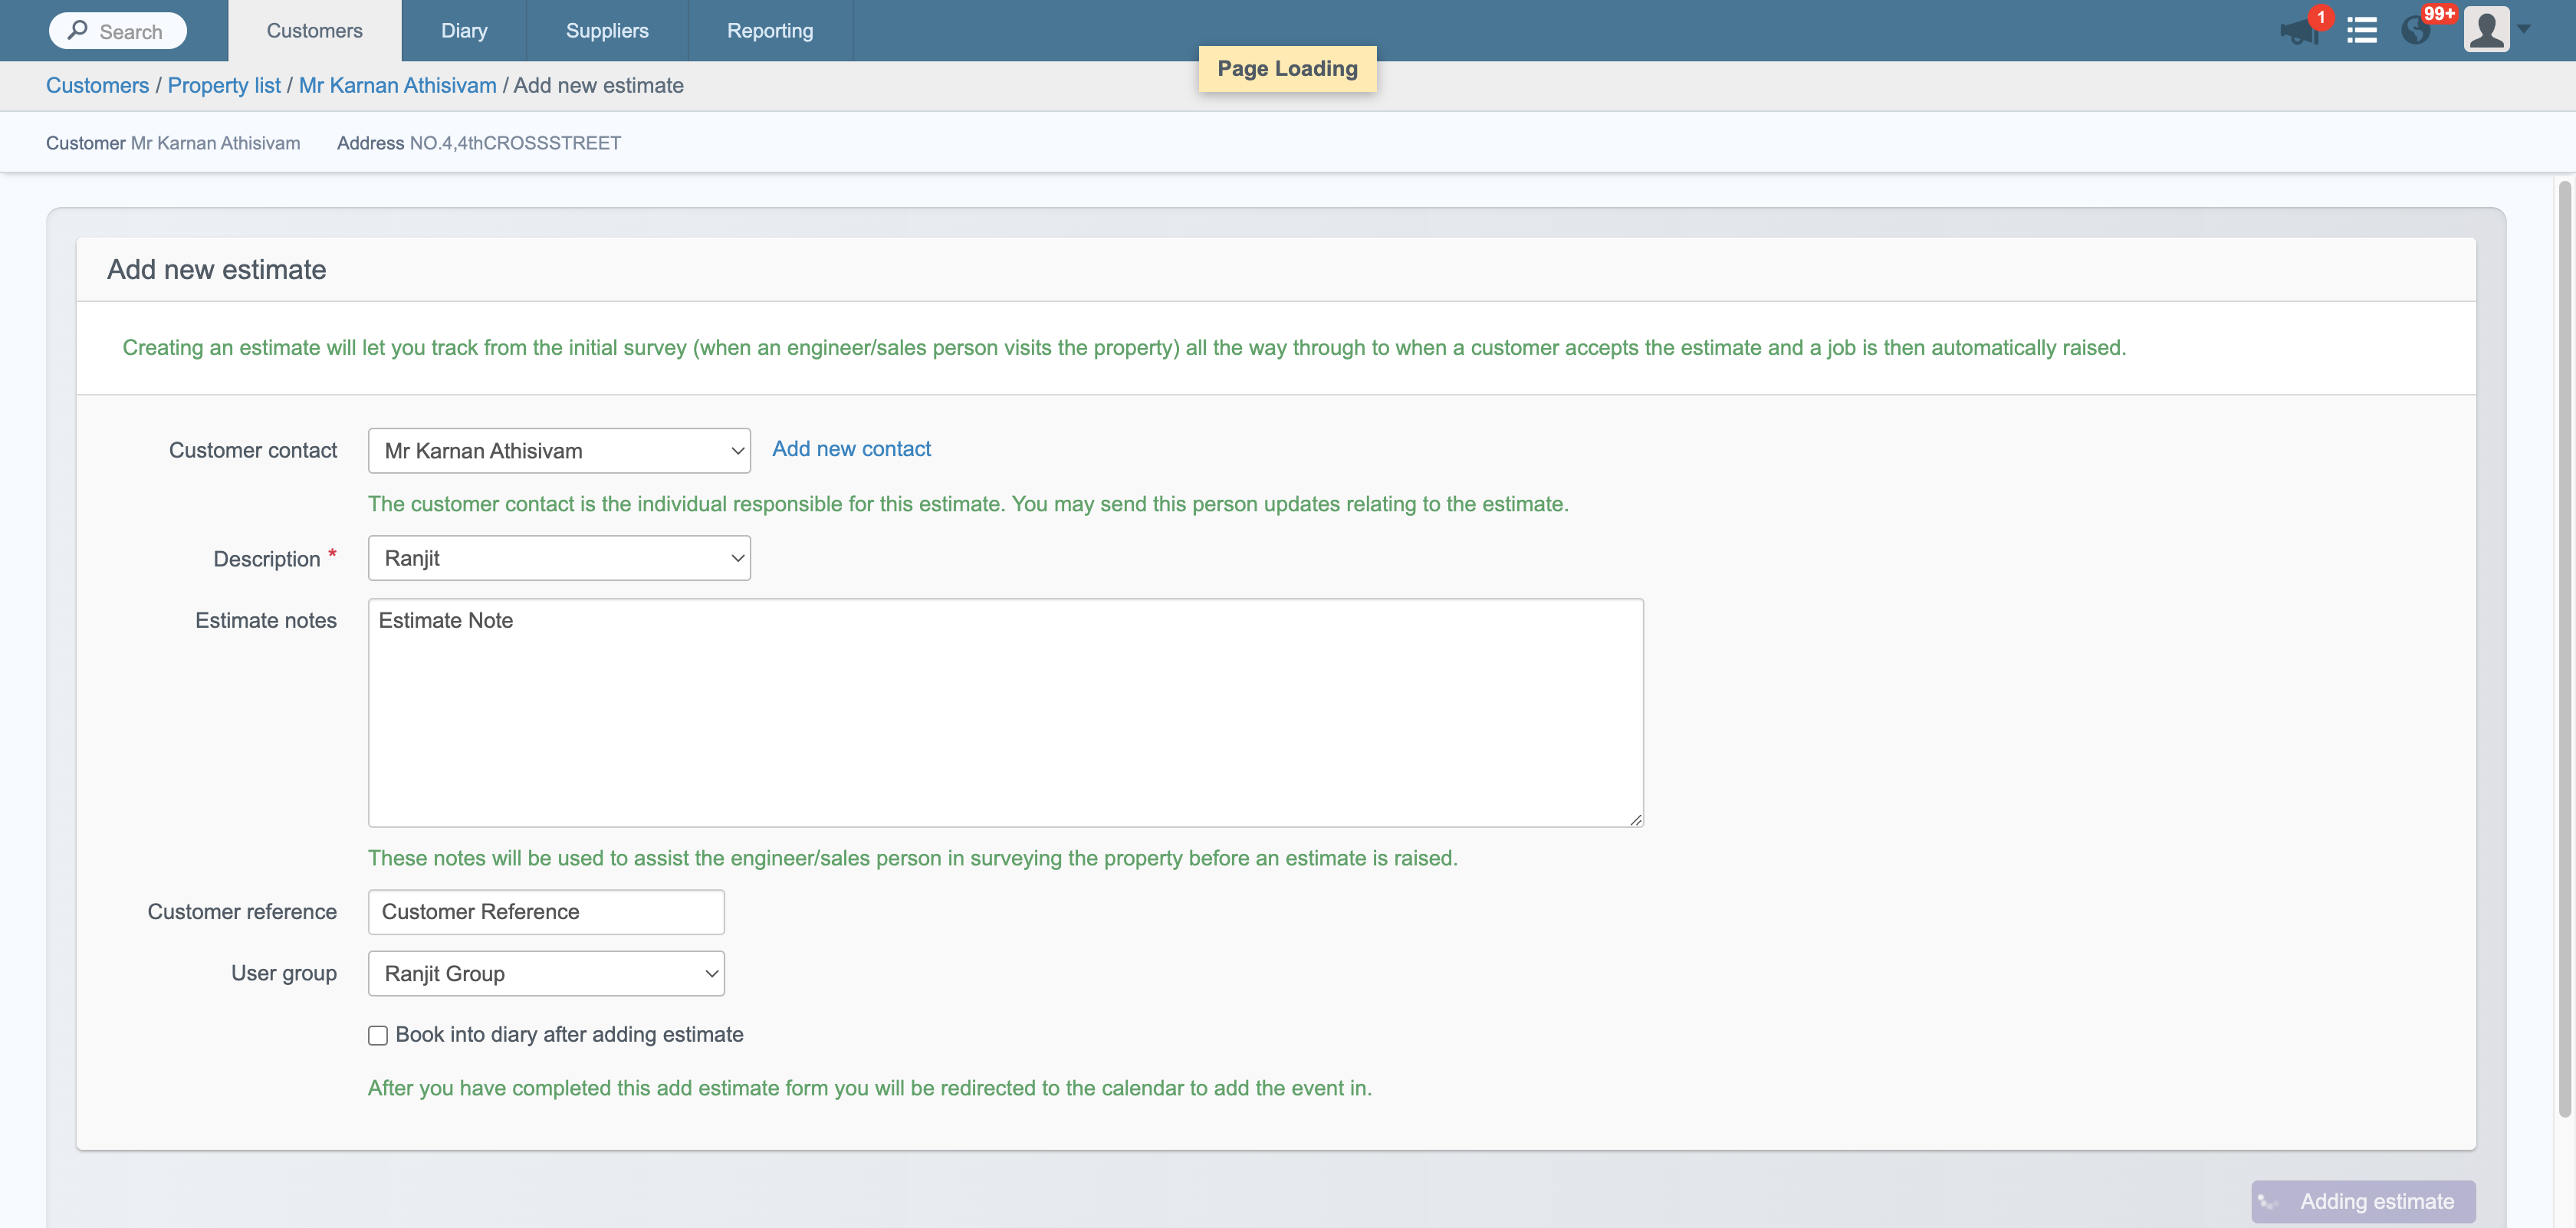 Search
Customers
Diary
Suppliers
Reporting
1
99+
Page Loading
Customers / Property list / Mr Karnan Athisivam / Add new estimate
Customer Mr Karnan Athisivam Address NO.4,4thCROSSSTREET
Add new estimate
Creating an estimate will let you track from the initial survey (when an engineer/sales person visits the property) all the way through to when a customer accepts the estimate and a job is then automatically raised.
Customer contact Mr Karnan Athisivam Add new contact
The customer contact is the individual responsible for this estimate. You may send this person updates relating to the estimate.
Description * Ranjit
Estimate notes Estimate Note
These notes will be used to assist the engineer/sales person in surveying the property before an estimate is raised.
Customer reference Customer Reference
User group Ranjit Group
Book into diary after adding estimate
After you have completed this add estimate form you will be redirected to the calendar to add the event in.
Adding estimate